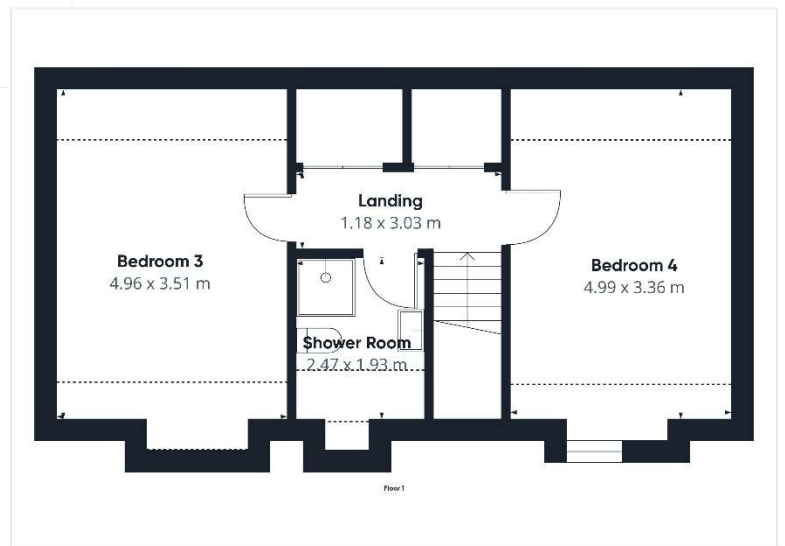 Landing
1.18 x 3.03 m
Bedroom 3
4.96 x 3.51 m
Bedroom 4
4.99 x 3.36 m
Shower Room
2.47 x 1.93 m
Floor 1